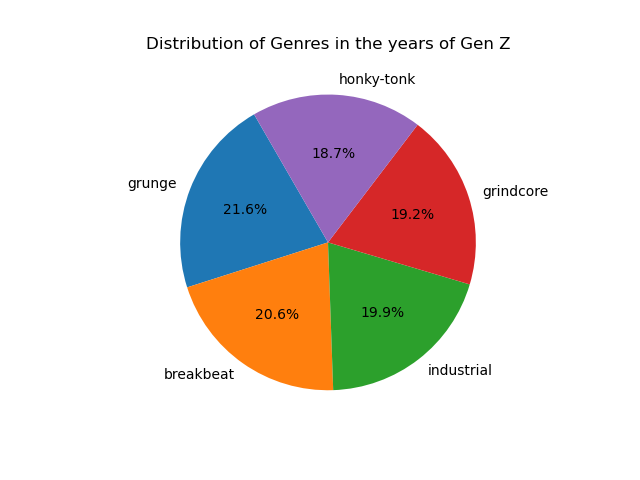 Distribution of Genres in the years of Gen Z
honky-tonk
18.7%
grunge
21.6%
grindcore
19.2%
breakbeat
20.6%
industrial
19.9%